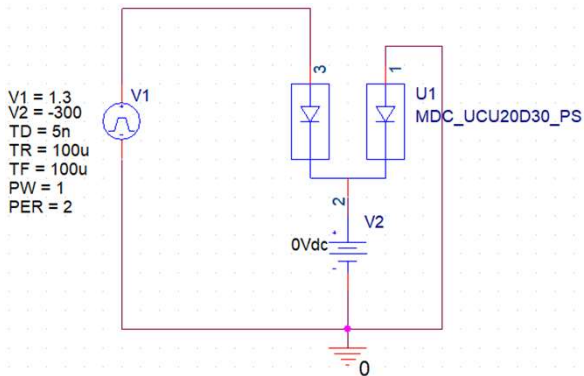 V1
V1 = 1.3
V2 = -300
TD = 5n
TR = 100u
TF = 100u
PW = 1
PER = 2
3
1
U1
MDC_UCU20D30_PS
2
V2
+
0Vdc
-
0